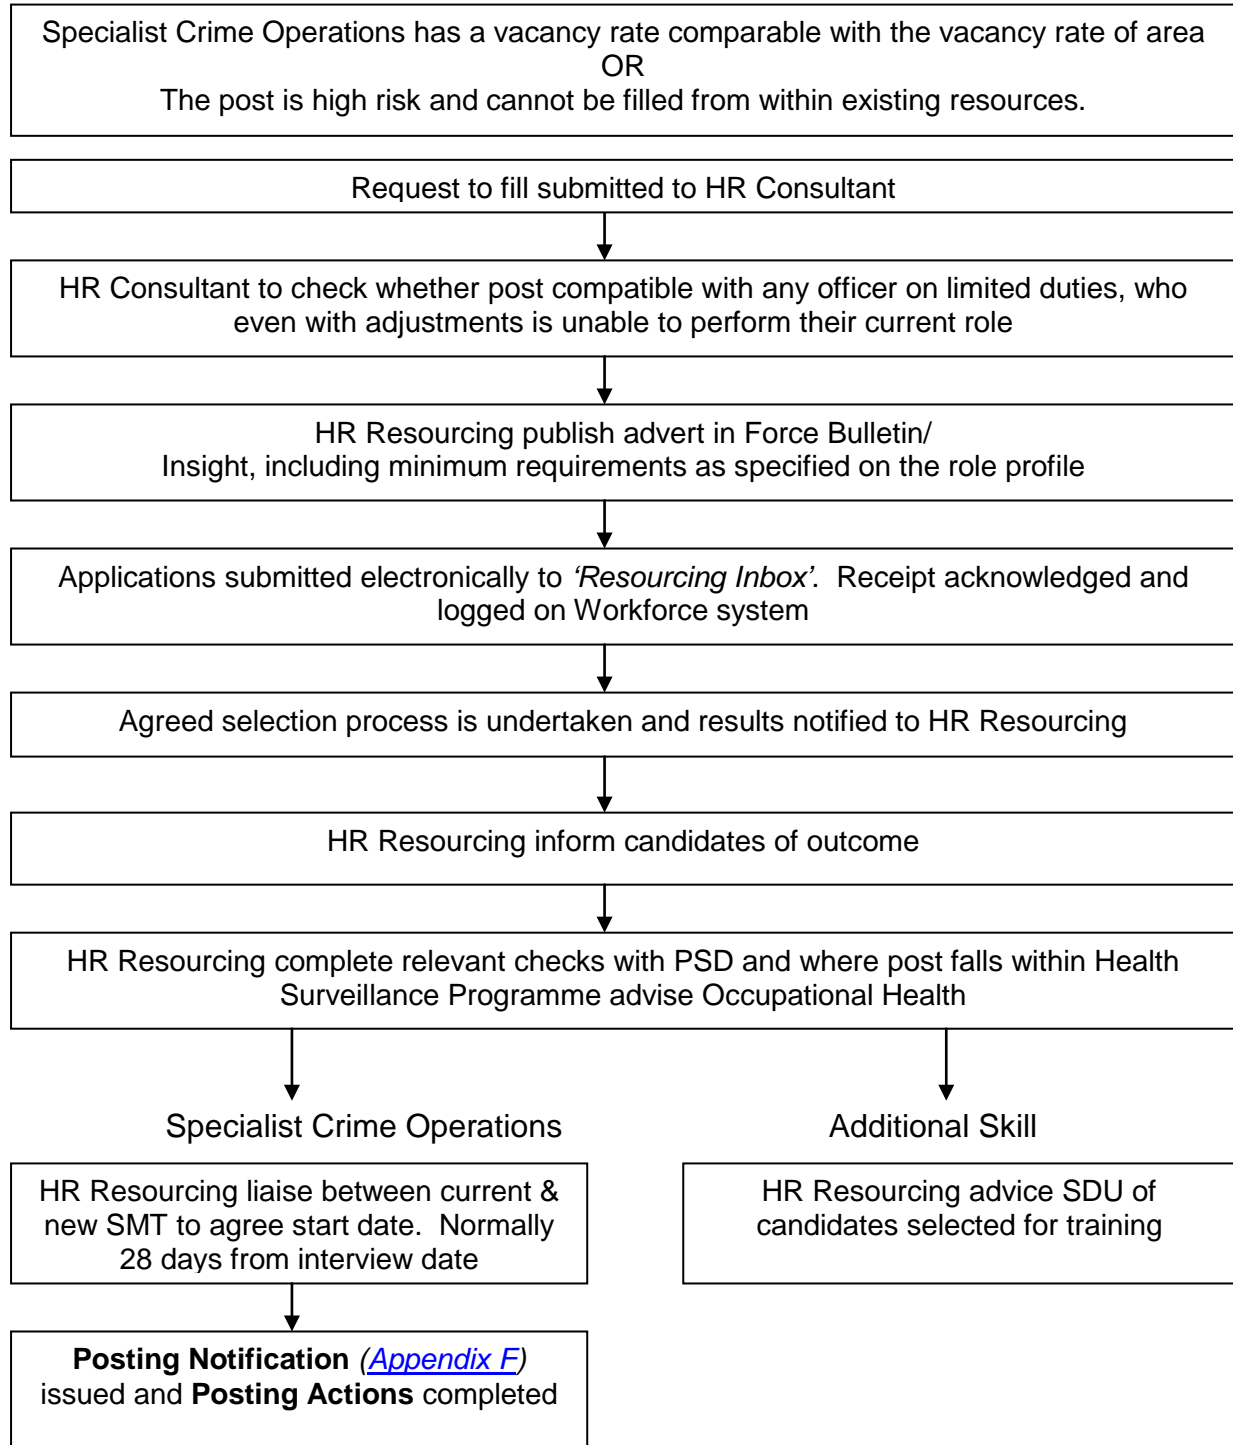 Specialist Crime Operations has a vacancy rate comparable with the vacancy rate of area
OR
The post is high risk and cannot be filled from within existing resources.
Request to fill submitted to HR Consultant
HR Consultant to check whether post compatible with any officer on limited duties, who
even with adjustments is unable to perform their current role
HR Resourcing publish advert in Force Bulletin/
Insight, including minimum requirements as specified on the role profile
Applications submitted electronically to ‘Resourcing Inbox’.  Receipt acknowledged and
logged on Workforce system
Agreed selection process is undertaken and results notified to HR Resourcing
HR Resourcing inform candidates of outcome
HR Resourcing complete relevant checks with PSD and where post falls within Health
Surveillance Programme advise Occupational Health
Specialist Crime Operations
HR Resourcing liaise between current &
new SMT to agree start date.  Normally
28 days from interview date
Posting Notification (Appendix F)
issued and Posting Actions completed
Additional Skill
HR Resourcing advice SDU of
candidates selected for training